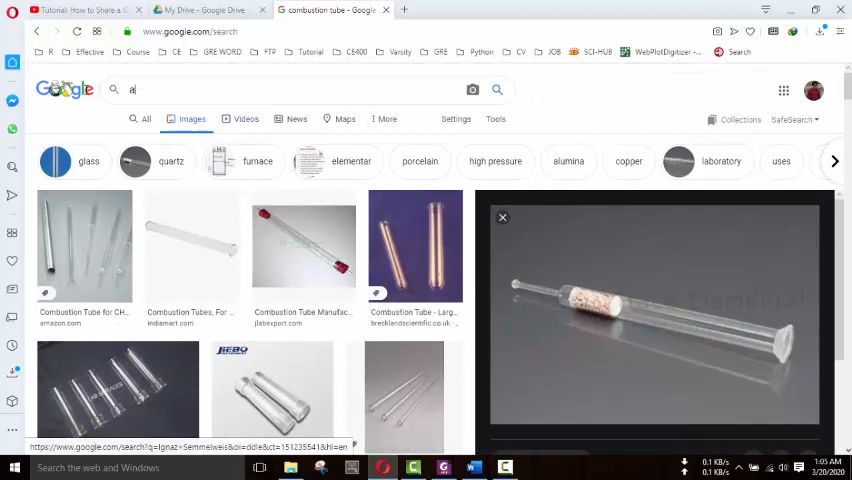 Tutorial: How to Share a G
My Drive - Google Drive
combustion tube - Google
www.google.com/search
R
Effective
Course
CE
GRE WORD
FTP
Tutorial
CE400
Varsity
GRE
Python
CV
JOB
SCI-HUB
WebPlotDigitizer -...
Search
Google
a
All
Images
Videos
News
Maps
More
Settings
Tools
Collections
SafeSearch
glass
quartz
furnace
elementar
porcelain
high pressure
alumina
copper
laboratory
uses
Combustion Tube for CH...
amazon.com
Combustion Tubes, For ...
indiamart.com
Combustion Tube Manufac...
jlabexport.com
Combustion Tube - Larg...
brecklandscientific.co.uk
Elemental
LAB SERVICES
JIEBO
https://www.google.com/search?q=Ignaz+Semmelweis&oi=ddle&ct=151235541&hl=en
Search the web and Windows
0.1 KB/s
0.1 KB/s
1:05 AM
3/20/2020